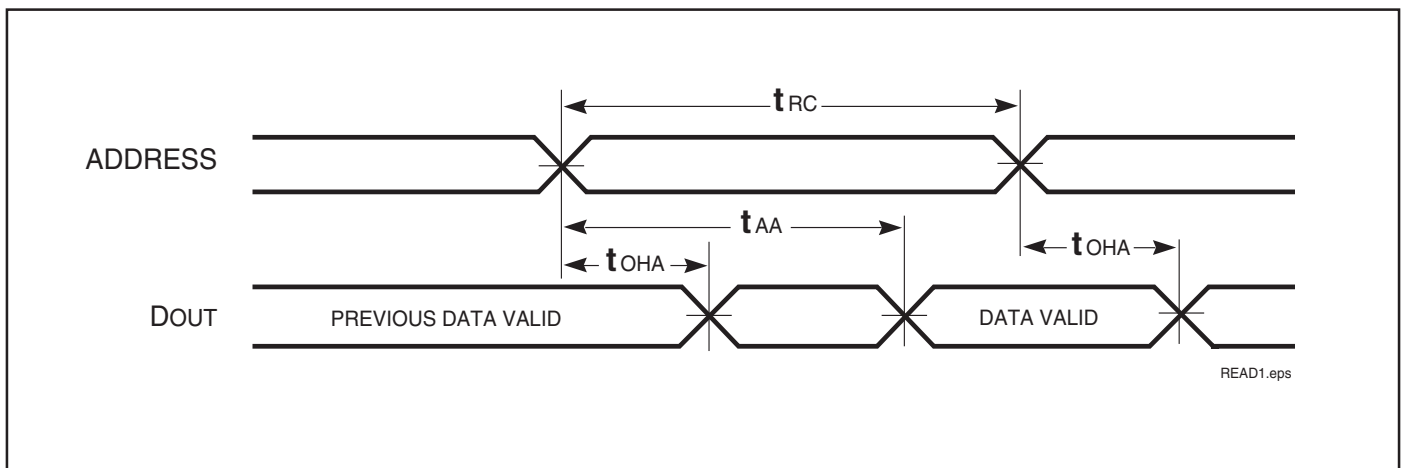 tRC
ADDRESS
tAA
tOHA
tOHA
DOUT
PREVIOUS DATA VALID
DATA VALID
READ1.eps